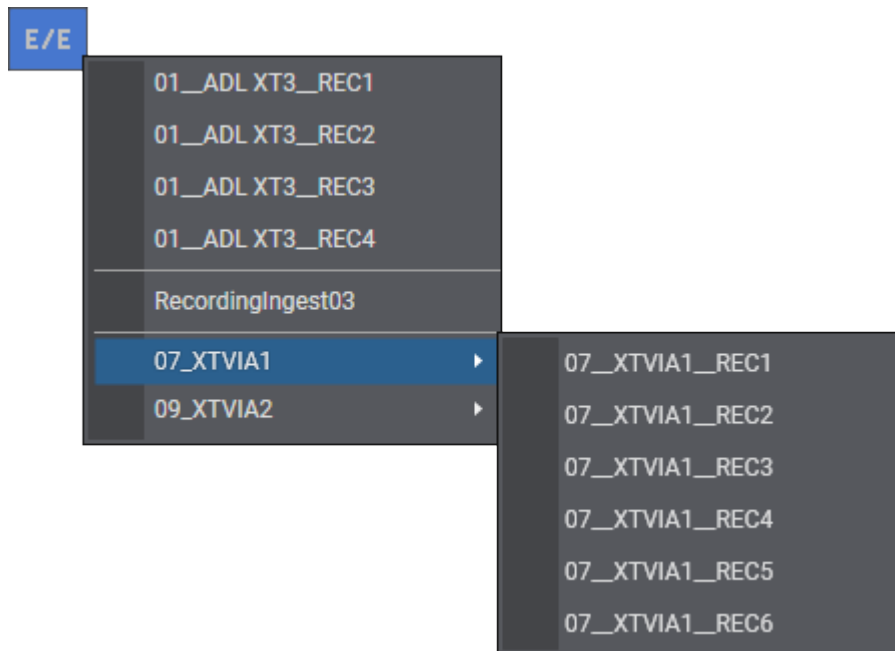 E/E
01__ADL XT3__REC1
01__ADL XT3__REC2
01__ADL XT3__REC3
01__ADL XT3__REC4
RecordingIngest03
07_XTVIA1
09_XTVIA2
07__XTVIA1__REC1
07__XTVIA1__REC2
07__XTVIA1__REC3
07__XTVIA1__REC4
07__XTVIA1__REC5
07__XTVIA1__REC6